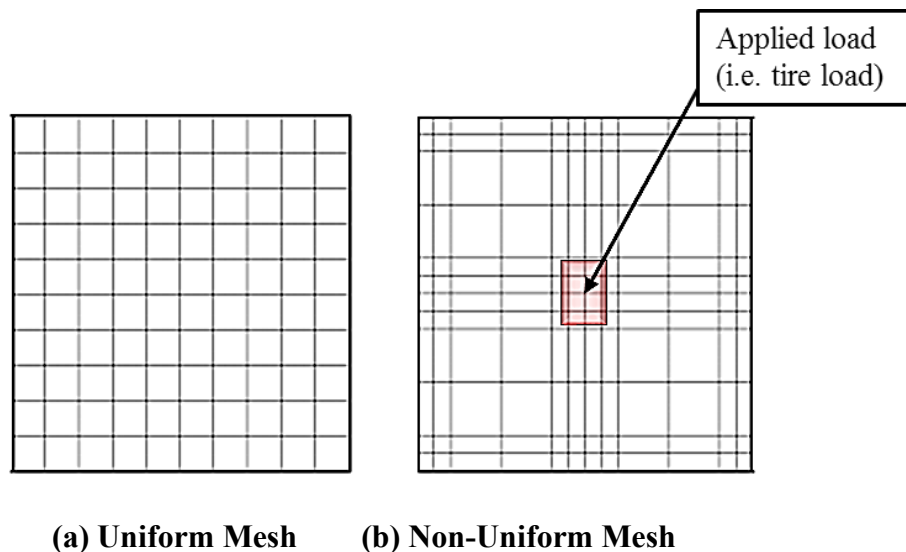 Applied load
(i.e. tire load)
(a) Uniform Mesh (b) Non-Uniform Mesh